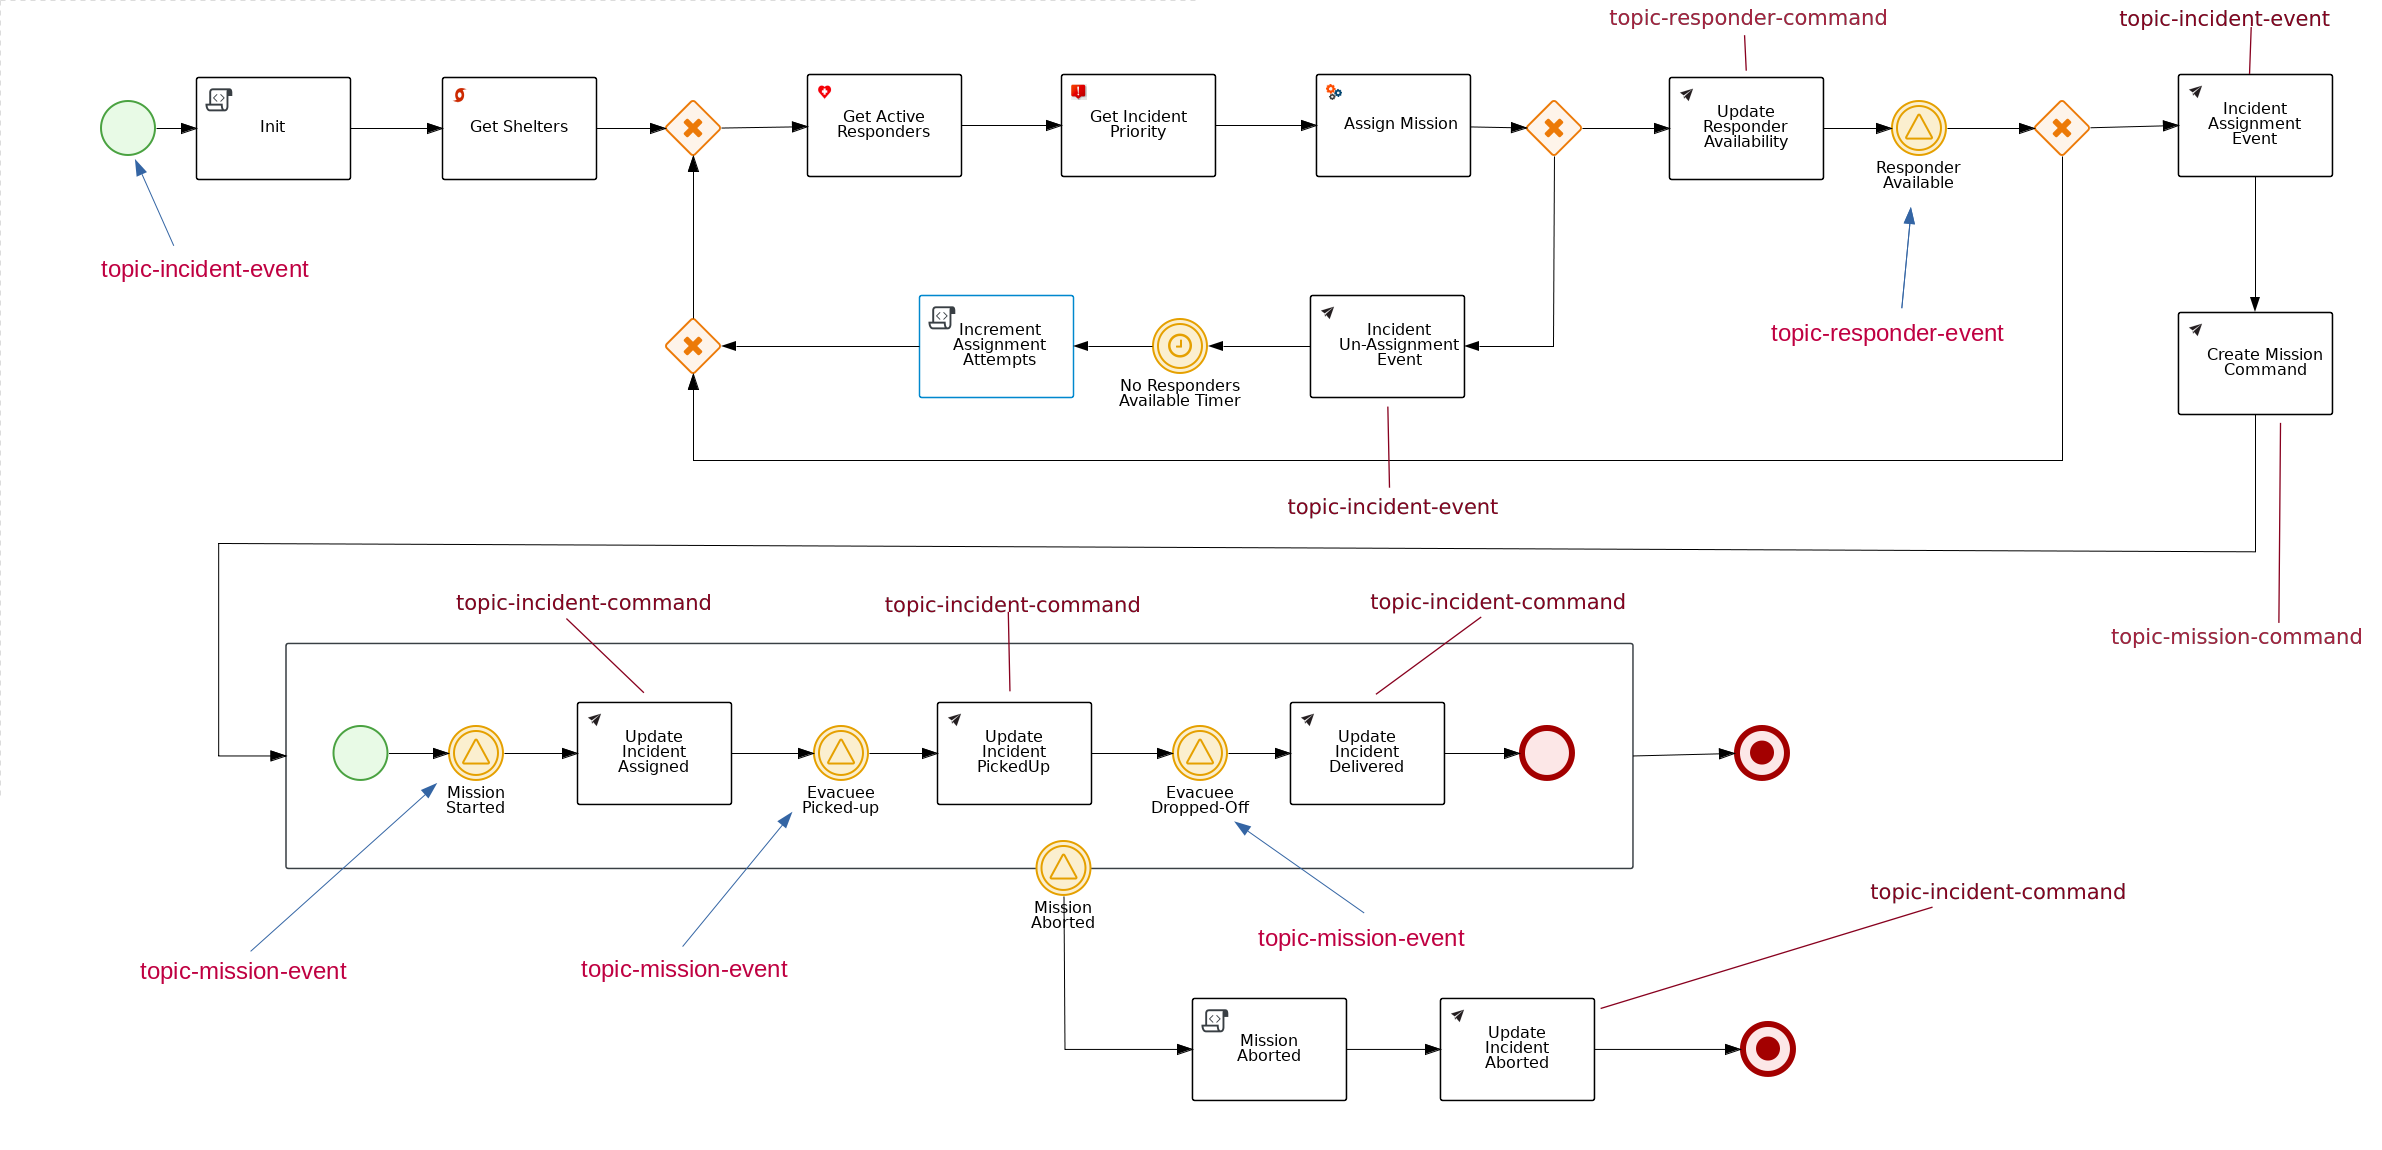 topic-responder-command
topic-incident-event
Init
Get Shelters
Get Active
Responders
Get Incident
Priority
Assign Mission
Update
Responder
Availability
Responder
Available
Incident
Assignment
Event
topic-incident-event
Increment
Assignment
Attempts
No Responders
Available Timer
Incident
Un-Assignment
Event
topic-responder-event
Create Mission
Command
topic-incident-event
topic-incident-command
topic-incident-command
topic-incident-command
topic-mission-command
Mission
Started
Update
Incident
Assigned
Evacuee
Picked-up
Update
Incident
PickedUp
Evacuee
Dropped-Off
Update
Incident
Delivered
Mission
Aborted
topic-incident-command
topic-mission-event
topic-mission-event
topic-mission-event
Mission
Aborted
Update
Incident
Aborted